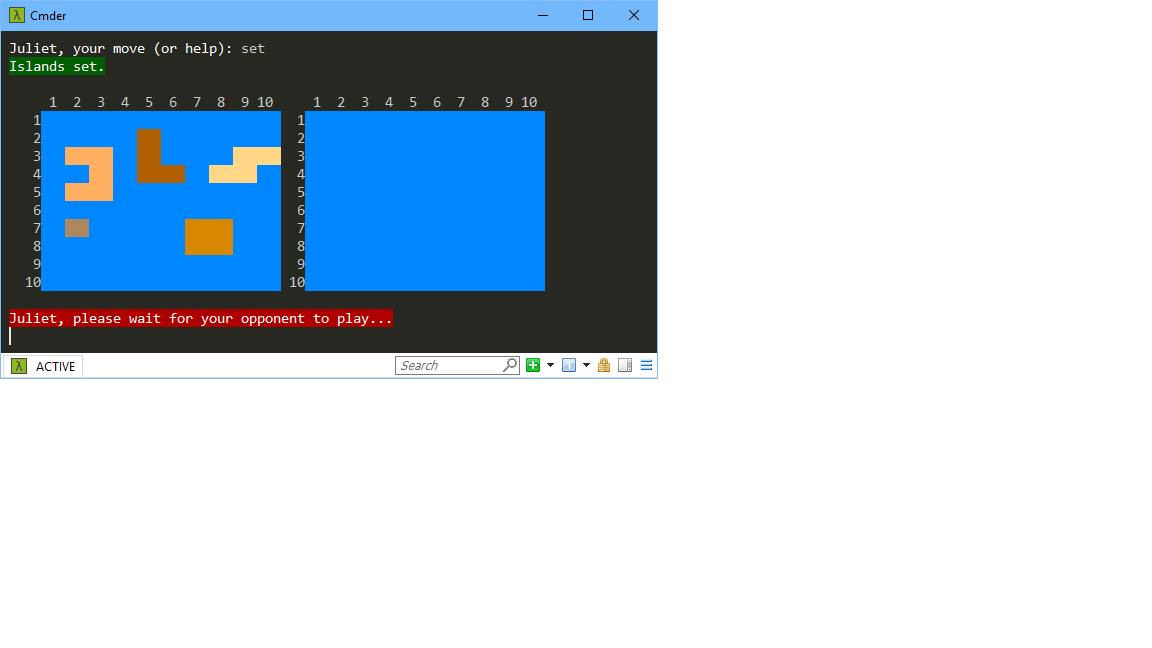 Cmder
Juliet, your move (or help): set
Islands set.
1 2 3 4 5 6 7 8 9 10 1 2 3 4 5 6 7 8 9 10
1 1
2 2
3 3
4 4
5 5
6 6
7 7
8 8
9 9
10 10
Juliet, please wait for your opponent to play...
λ ACTIVE Search